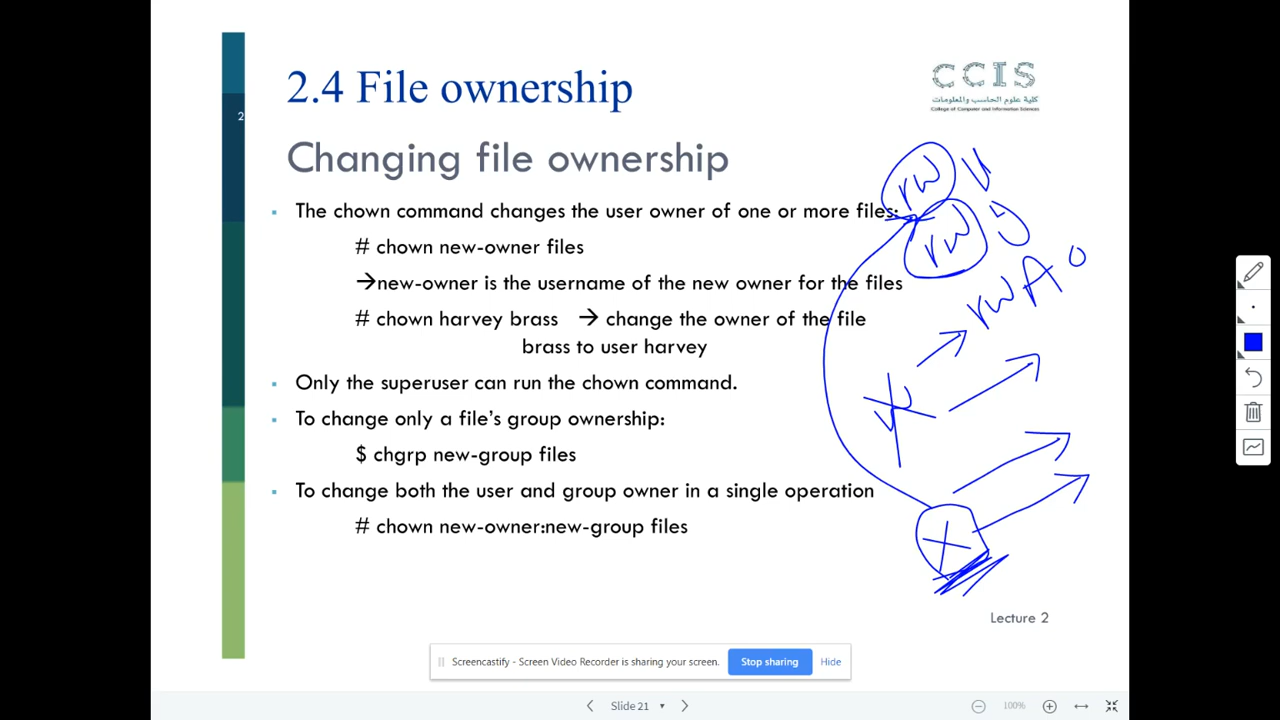 2.4 File ownership
CCIS
كلية علوم الحاسب والمعلومات
College of Computer and Information Sciences
2
Changing file ownership
▪ The chown command changes the user owner of one or more files:
# chown new-owner files
→new-owner is the username of the new owner for the files
# chown harvey brass → change the owner of the file
brass to user harvey
▪ Only the superuser can run the chown command.
▪ To change only a file’s group ownership:
$ chgrp new-group files
▪ To change both the user and group owner in a single operation
# chown new-owner:new-group files
rw
rw g
rw
x
Lecture 2
Screencastify - Screen Video Recorder is sharing your screen.
Stop sharing
Hide
Slide 21
100%